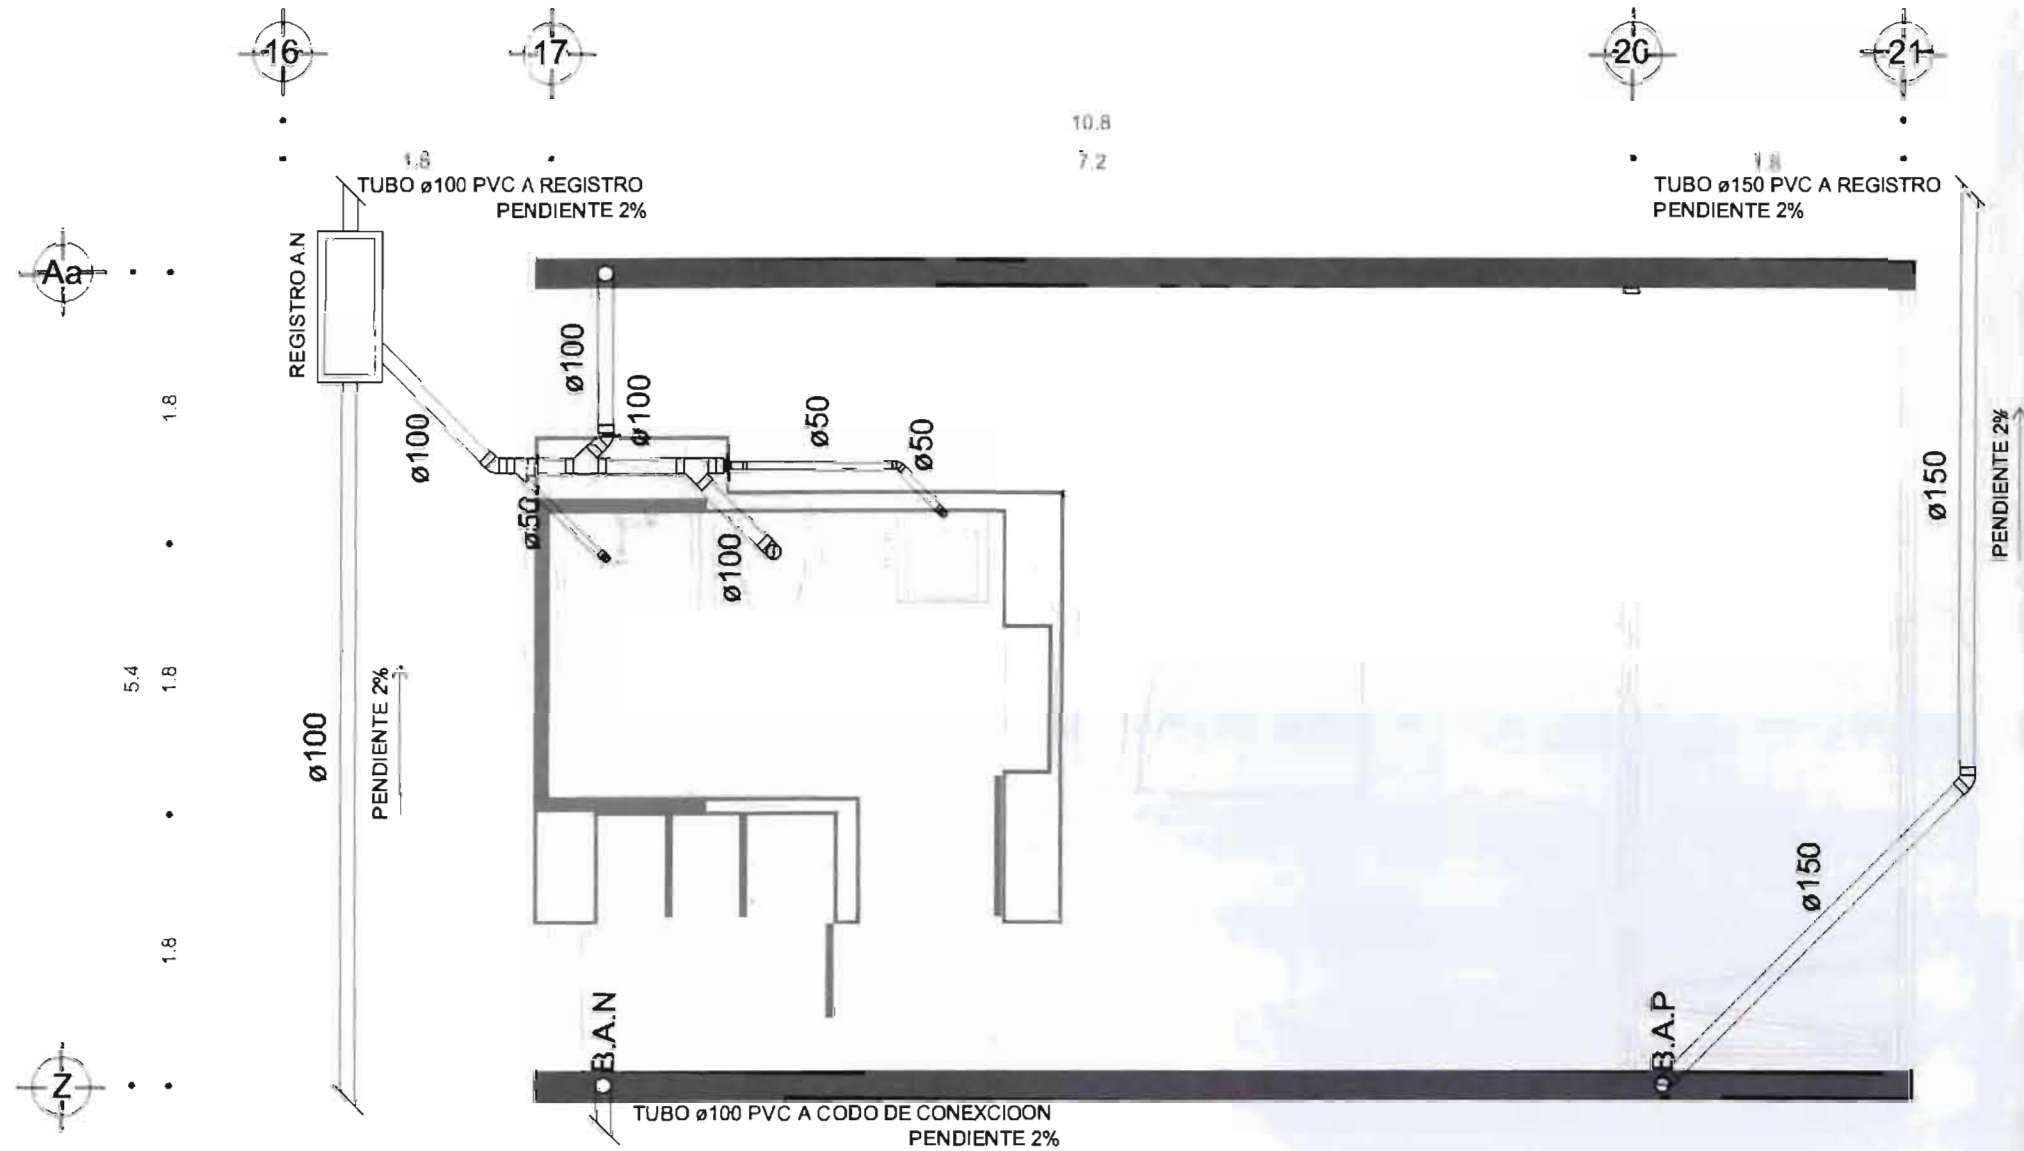 16
17
20
21
10.8
1.8
7.2
1.8
TUBO ø100 PVC A REGISTRO
PENDIENTE 2%
TUBO ø150 PVC A REGISTRO
PENDIENTE 2%
Aa
REGISTRO A.N
ø100
ø100
ø100
ø50
ø50
ø50
ø100
ø150
PENDIENTE 2%
1.8
5.4
1.8
ø100
PENDIENTE 2%
ø150
1.8
B.A.N
B.A.P
Z
TUBO ø100 PVC A CODO DE CONEXCIOON
PENDIENTE 2%